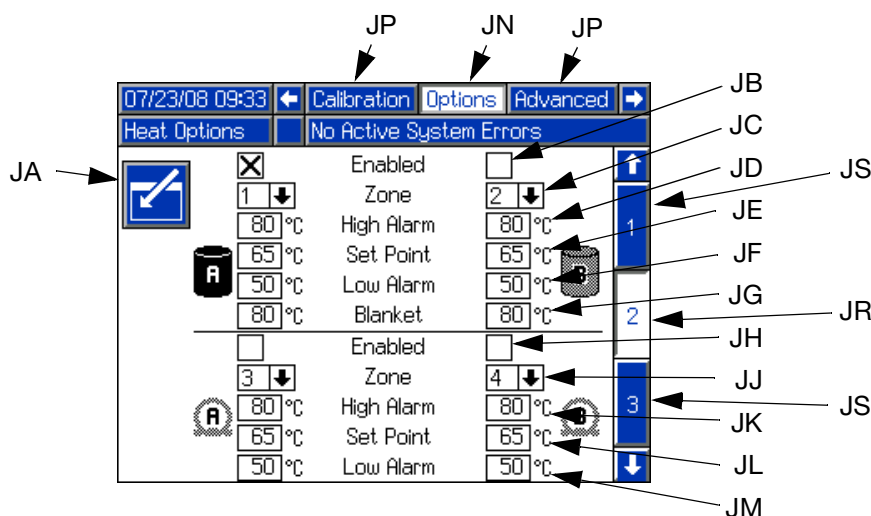 JP JN JP
07/23/08 09:33 Calibration Options Advanced
JB
Heat Options No Active System Errors
JC
JA
Enabled
JS
1 Zone 2
JD
80 °C High Alarm 80 °C
1
JE
65 °C Set Point 65 °C
A B
JF
50 °C Low Alarm 50 °C
JG
80 °C Blanket 80 °C
2
JR
Enabled
JH
3 Zone 4
JJ
80 °C High Alarm 80 °C
A B
3
JS
JK
65 °C Set Point 65 °C
JL
50 °C Low Alarm 50 °C
JM